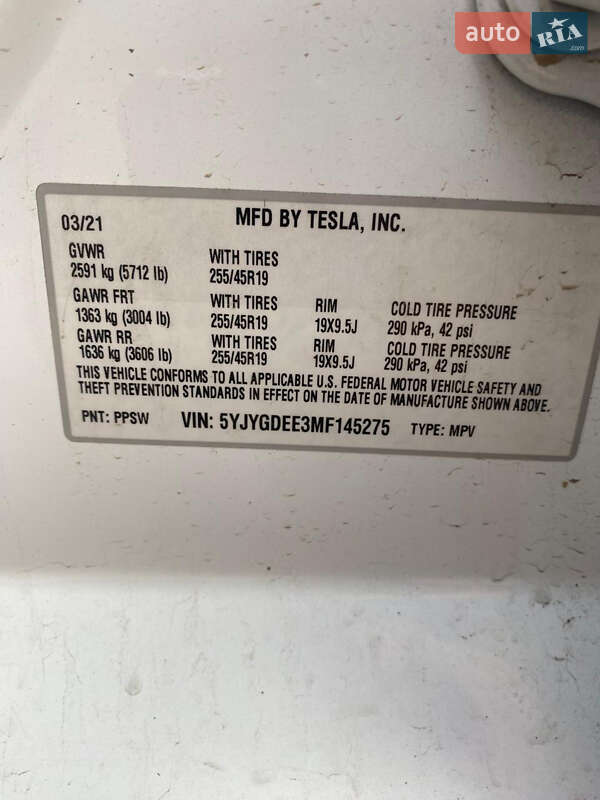 auto RIA .com
03/21 MFD BY TESLA, INC.
GVWR WITH TIRES
2591 kg (5712 lb) 255/45R19
GAWR FRT WITH TIRES RIM COLD TIRE PRESSURE
1363 kg (3004 lb) 255/45R19 19X9.5J 290 kPa, 42 psi
GAWR RR WITH TIRES RIM COLD TIRE PRESSURE
1636 kg (3606 lb) 255/45R19 19X9.5J 290 kPa, 42 psi
THIS VEHICLE CONFORMS TO ALL APPLICABLE U.S. FEDERAL MOTOR VEHICLE SAFETY AND
THEFT PREVENTION STANDARDS IN EFFECT ON THE DATE OF MANUFACTURE SHOWN ABOVE.
PNT: PPSW VIN: 5YJYGDEE3MF145275 TYPE: MPV